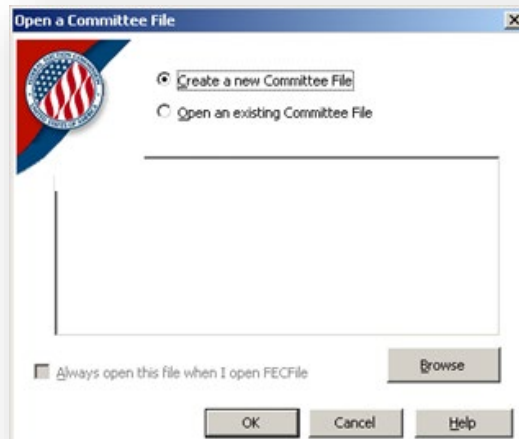 Open a Committee File
Create a new Committee File
Open an existing Committee File
Always open this file when I open FECFile
Browse
OK
Cancel
Help